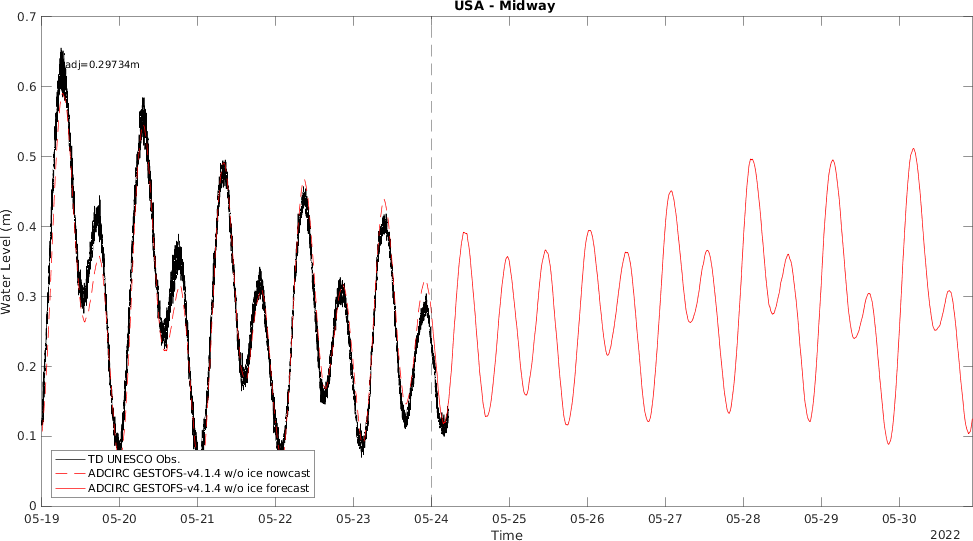 USA - Midway
0.7
adj=0.29734m
0.6
0.5
0.4
0.3
0.2
0.1
0
Water Level (m)
TD UNESCO Obs.
ADCIRC GESTOFS-v4.1.4 w/o ice nowcast
ADCIRC GESTOFS-v4.1.4 w/o ice forecast
05-19 05-20 05-21 05-22 05-23 05-24 05-25 05-26 05-27 05-28 05-29 05-30
Time
2022